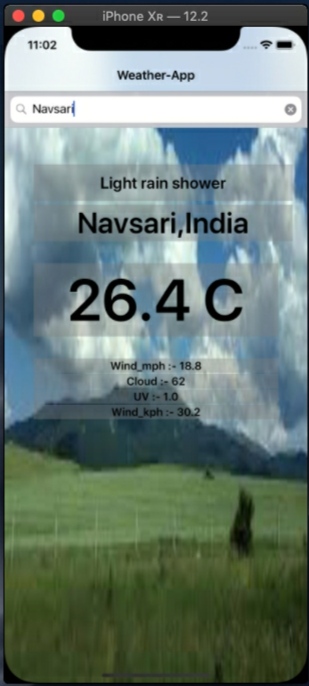 iPhone XR — 12.2
11:02
Weather-App
Navsari
Light rain shower
Navsari,India
26.4 C
Wind_mph :- 18.8
Cloud :- 62
UV :- 1.0
Wind_kph :- 30.2